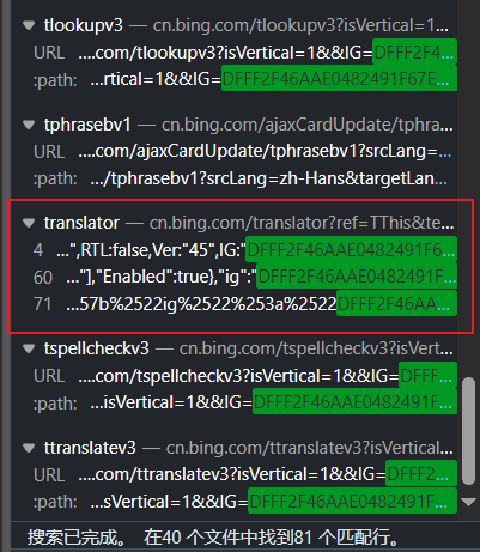 tlookupv3 — cn.bing.com/tlookupv3?isVertical=1...
URL ....com/tlookupv3?isVertical=1&&IG=DFFF2F4...
:path: ...rtical=1&&IG=DFFF2F46AAE0482491F67E...
tphrasebv1 — cn.bing.com/ajaxCardUpdate/tphra...
URL ....com/ajaxCardUpdate/tphrasebv1?srcLang=...
:path: .../tphrasebv1?srcLang=zh-Hans&targetLan...
translator — cn.bing.com/translator?ref=TThis&te...
4 ...",RTL:false,Ver:"45",IG:"DFFF2F46AAE0482491F6...
60 ..."],"Enabled":true},"ig":"DFFF2F46AAE0482491F...
71 ...57b%2522ig%2522%253a%2522DFFF2F46AA...
tspellcheckv3 — cn.bing.com/tspellcheckv3?isVert...
URL ....com/tspellcheckv3?isVertical=1&&IG=DFFF...
:path: ...isVertical=1&&IG=DFFF2F46AAE0482491F...
ttranslatev3 — cn.bing.com/ttranslatev3?isVertical...
URL ....com/ttranslatev3?isVertical=1&&IG=DFFF2...
:path: ...sVertical=1&&IG=DFFF2F46AAE0482491F...
搜索已完成。 在40 个文件中找到81 个匹配行。